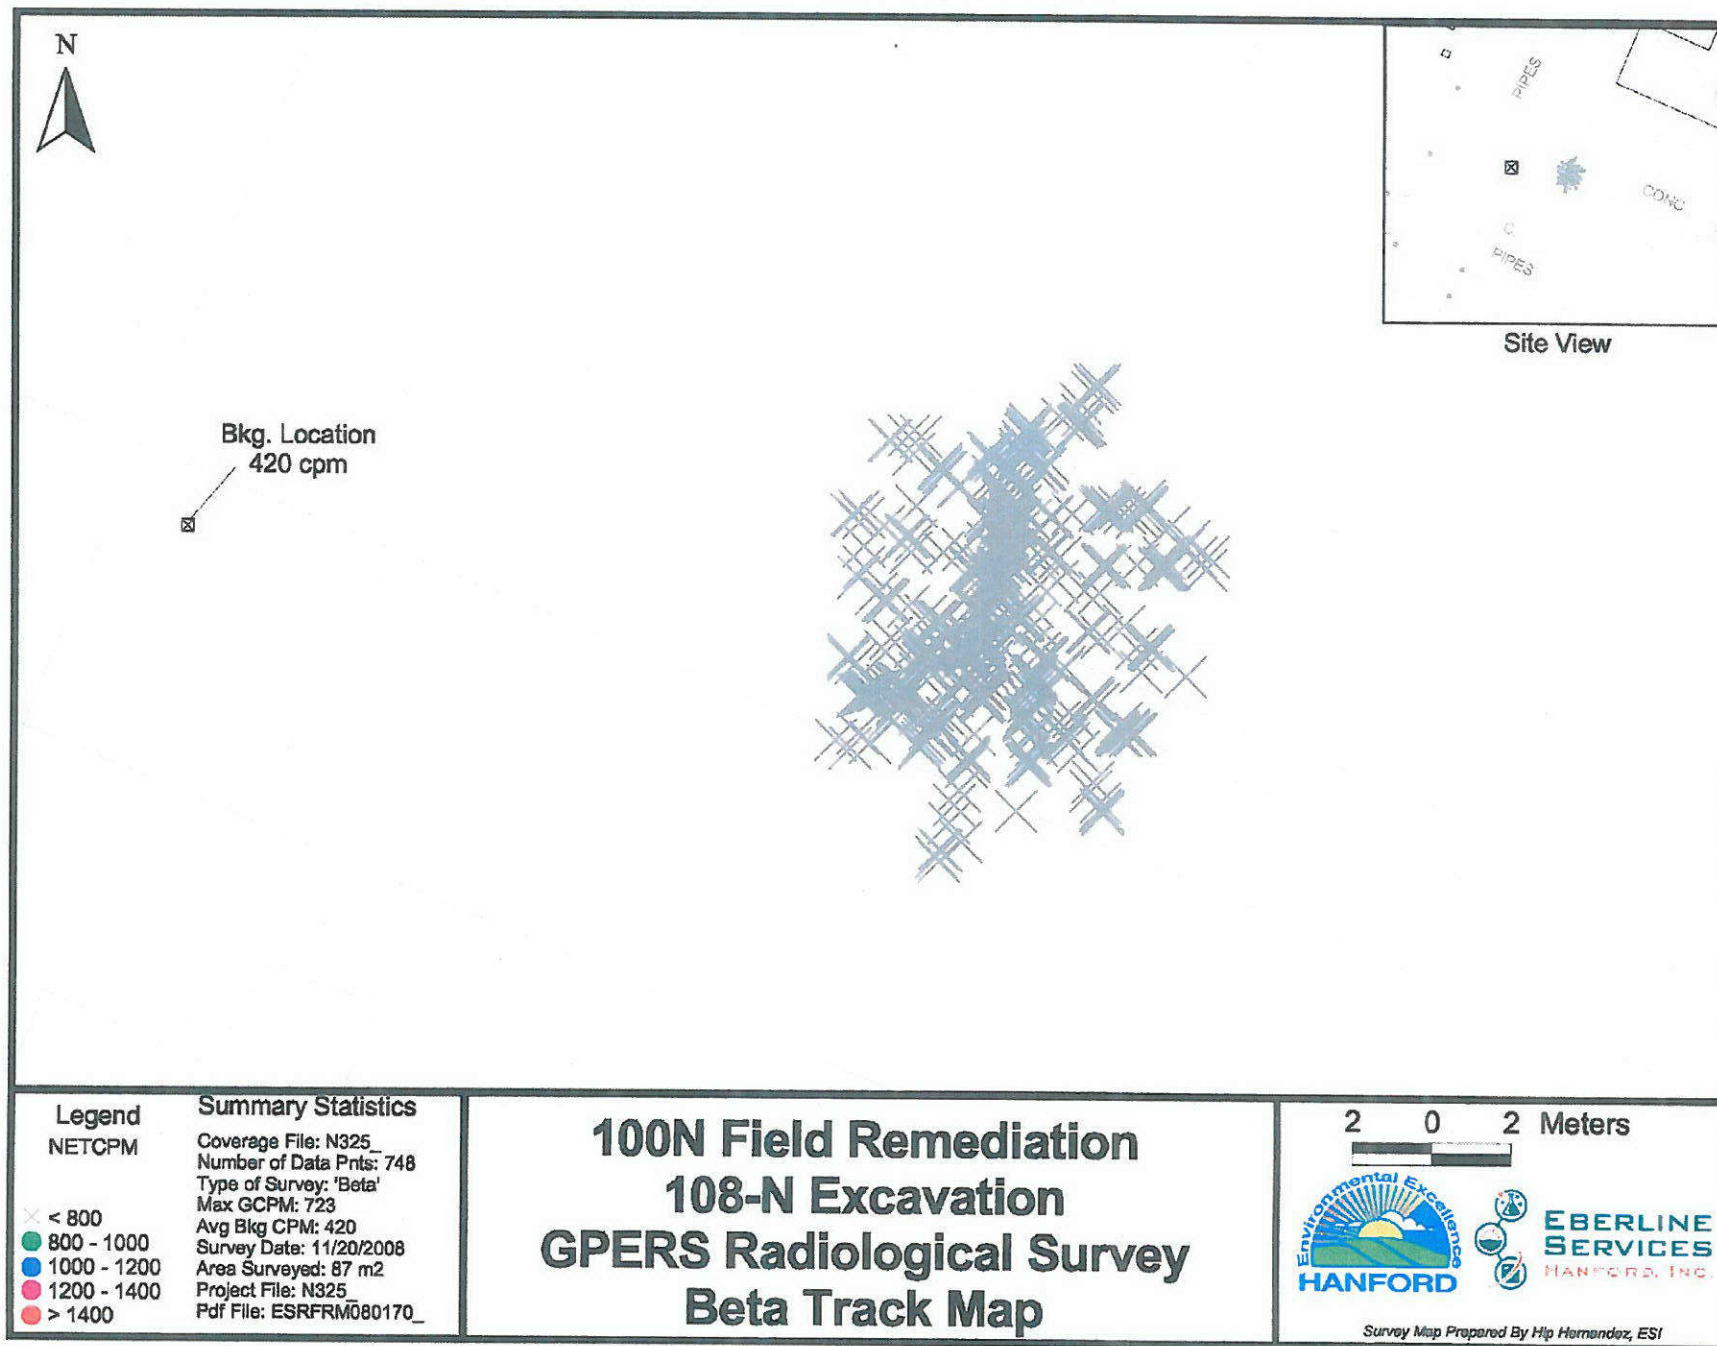 N
PIPES
CONC
C
PIPES
Site View
Bkg. Location
420 cpm
Legend
NETCPM
< 800
800 - 1000
1000 - 1200
1200 - 1400
> 1400
Summary Statistics
Coverage File: N325_
Number of Data Pnts: 748
Type of Survey: 'Beta'
Max GCPM: 723
Avg Bkg CPM: 420
Survey Date: 11/20/2008
Area Surveyed: 87 m2
Project File: N325_
Pdf File: ESRFRM080170_
100N Field Remediation
108-N Excavation
GPERS Radiological Survey
Beta Track Map
2 0 2 Meters
Environmental Excellence
HANFORD
EBERLINE
SERVICES
HANFORD, INC.
Survey Map Prepared By Hip Hernandez, ESI